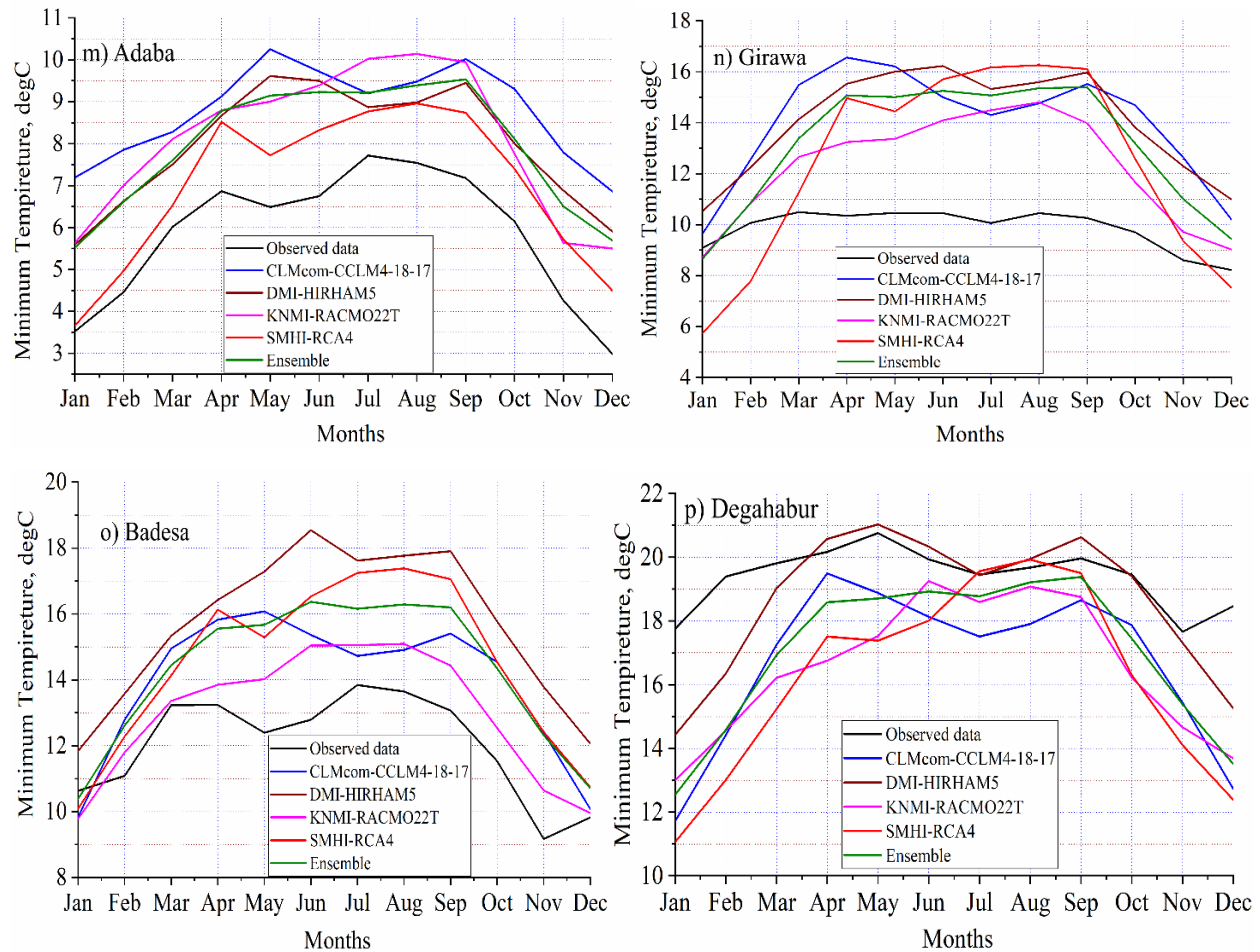 m) Adaba
Minimum Tempireture, degC
11
10
9
8
7
6
5
4
3
Observed data
CLMcom-CCLM4-18-17
DMI-HIRHAM5
KNMI-RACMO22T
SMHI-RCA4
Ensemble
Jan Feb Mar Apr May Jun Jul Aug Sep Oct Nov Dec
Months
n) Girawa
Minimum Tempireture, degC
18
16
14
12
10
8
6
4
Observed data
CLMcom-CCLM4-18-17
DMI-HIRHAM5
KNMI-RACMO22T
SMHI-RCA4
Ensemble
Jan Feb Mar Apr May Jun Jul Aug Sep Oct Nov Dec
Months
o) Badesa
Minimum Tempireture, degC
20
18
16
14
12
10
8
Observed data
CLMcom-CCLM4-18-17
DMI-HIRHAM5
KNMI-RACMO22T
SMHI-RCA4
Ensemble
Jan Feb Mar Apr May Jun Jul Aug Sep Oct Nov Dec
Months
p) Degahabur
Minimum Tempireture, degC
22
20
18
16
14
12
10
Observed data
CLMcom-CCLM4-18-17
DMI-HIRHAM5
KNMI-RACMO22T
SMHI-RCA4
Ensemble
Jan Feb Mar Apr May Jun Jul Aug Sep Oct Nov Dec
Months